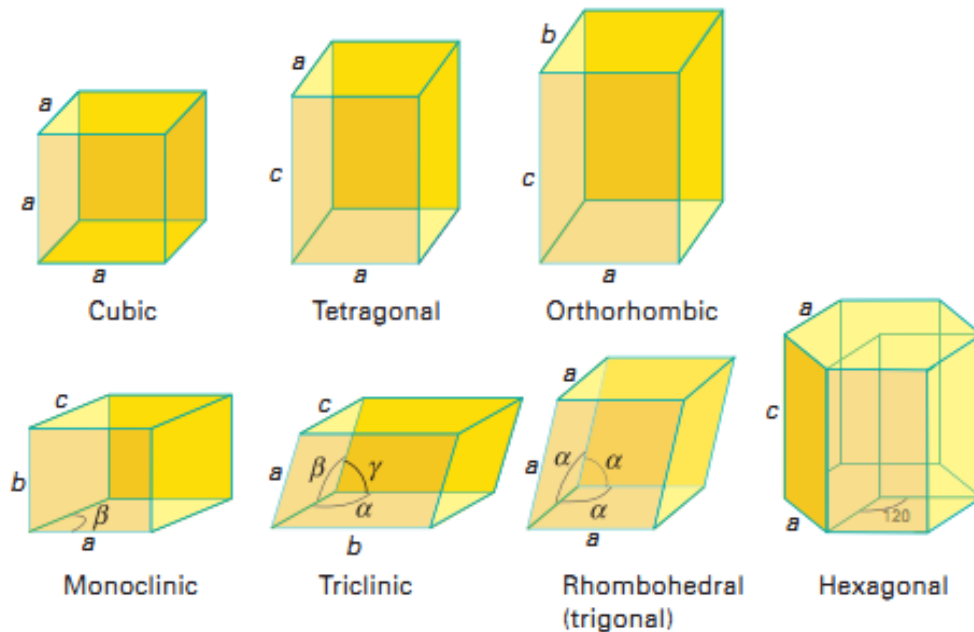 a
a
a
Cubic
a
c
a
Tetragonal
b
c
a
Orthorhombic
c
b
β
a
Monoclinic
c
a
β
γ
α
b
Triclinic
a
a
α
α
α
a
Rhombohedral
(trigonal)
a
c
a
120
Hexagonal